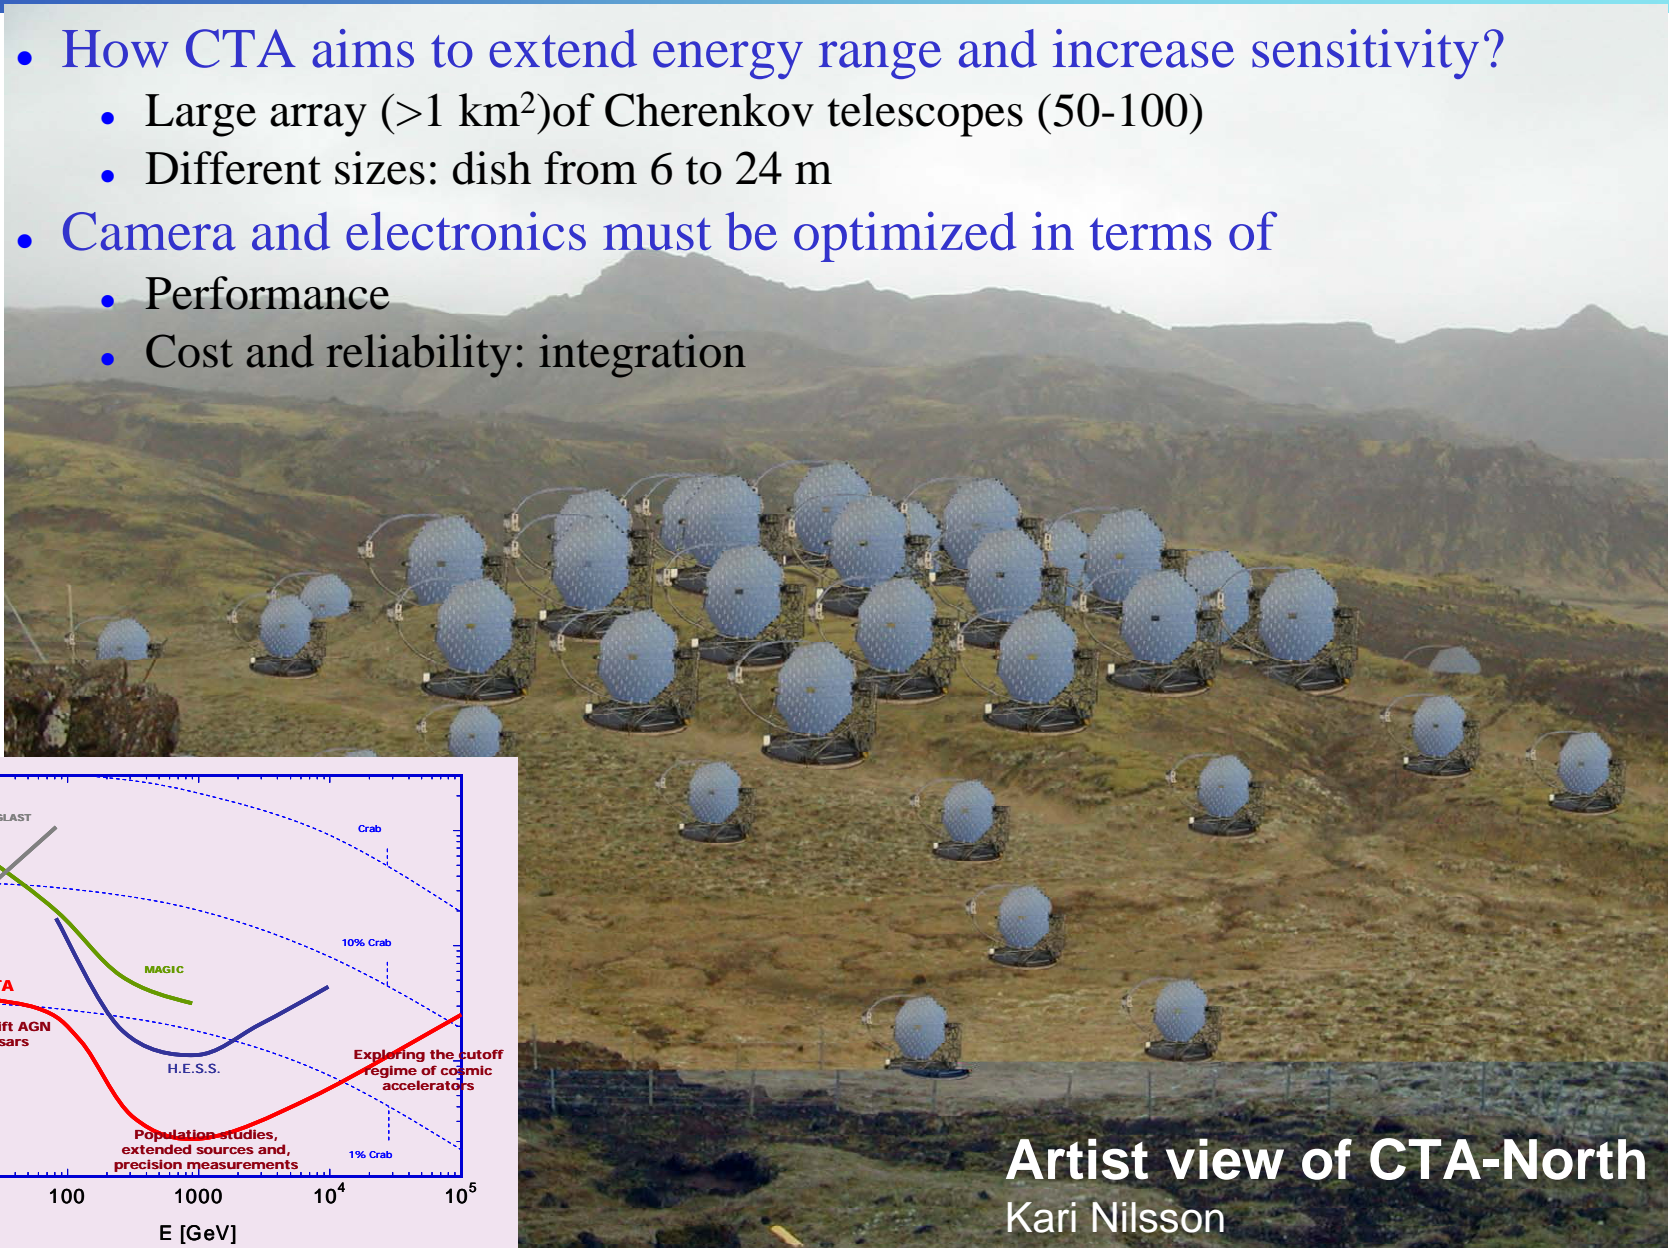 How CTA aims to extend energy range and increase sensitivity?
Large array (>1 km²)of Cherenkov telescopes (50-100)
Different sizes: dish from 6 to 24 m
Camera and electronics must be optimized in terms of
Performance
Cost and reliability: integration
Crab
10% Crab
MAGIC
H.E.S.S.
Exploring the cutoff
regime of cosmic
accelerators
Population studies,
extended sources and,
precision measurements
1% Crab
100 1000 10⁴ 10⁵
E [GeV]
Artist view of CTA-North
Kari Nilsson